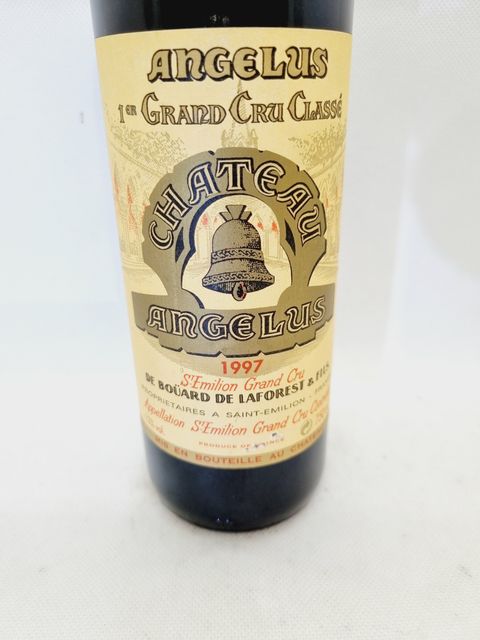 ANGELUS
1ER GRAND CRU CLASSÉ
CHATEAU
ANGELUS
1997
St Emilion Grand Cru
DE BOÜARD DE LAFOREST & FILS
PROPRIETAIRES A SAINT-EMILION -
Appellation St Emilion Grand Cru
PRODUCE OF FRANCE
MIS EN BOUTEILLE AU CHATEAU